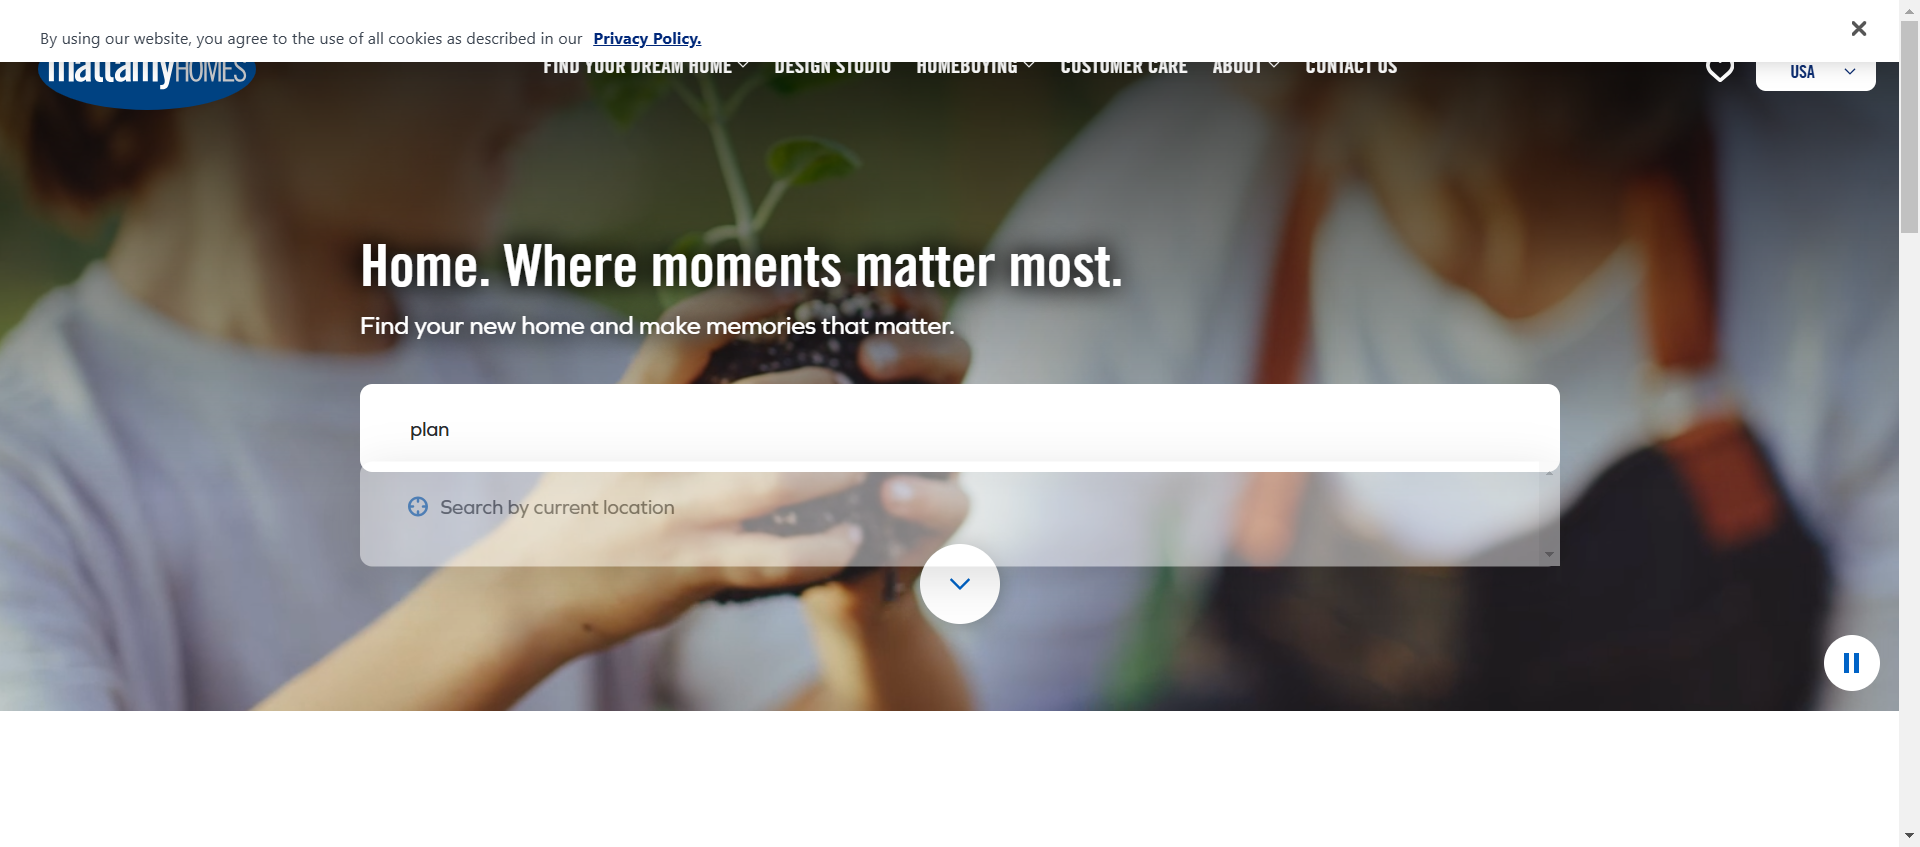 By using our website, you agree to the use of all cookies as described in our Privacy Policy.
mattamyHOMES
FIND YOUR DREAM HOME
DESIGN STUDIO
HOMEBUYING
CUSTOMER CARE
ABOUT
CONTACT US
USA
Home. Where moments matter most.
Find your new home and make memories that matter.
plan
Search by current location